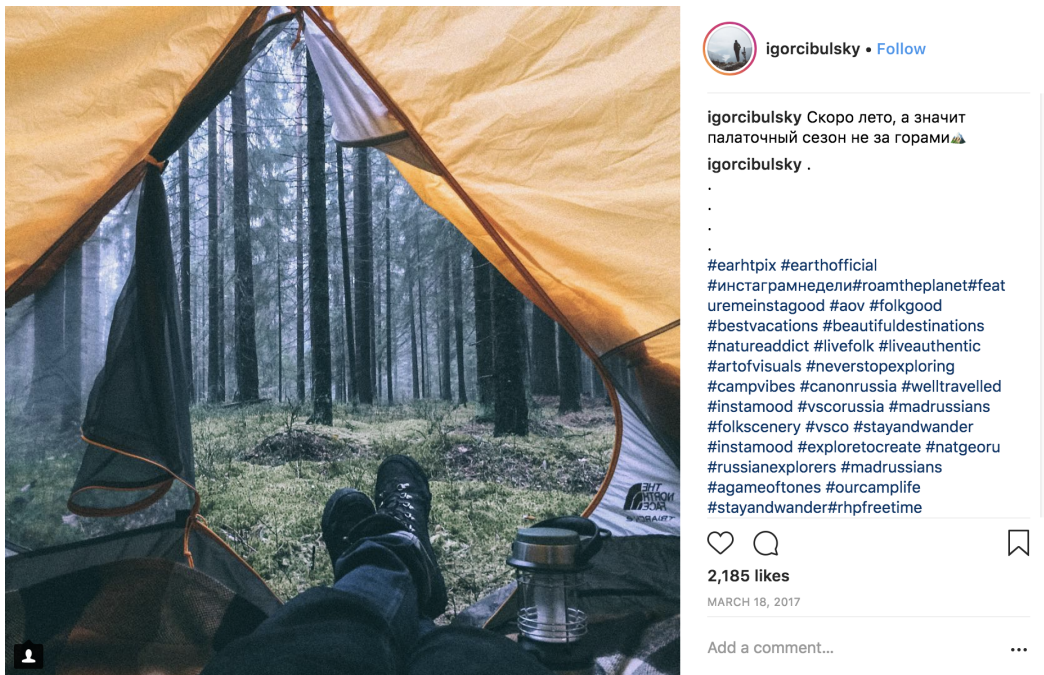 igorcibulsky • Follow
igorcibulsky Скоро лето, а значит
палаточный сезон не за горами🏔
igorcibulsky .
.
.
.
.
#earhtpix #earthofficial
#инстаграмнедели#roamtheplanet#feat
uremeinstagood #aov #folkgood
#bestvacations #beautifuldestinations
#natureaddict #livefolk #liveauthentic
#artofvisuals #neverstopexploring
#campvibes #canonrussia #welltravelled
#instamood #vscorussia #madrussians
#folkscenery #vsco #stayandwander
#instamood #exploretocreate #natgeoru
#russianexplorers #madrussians
#agameoftones #ourcamplife
#stayandwander#rhpfreetime
THE
NORTH
FACE
2,185 likes
MARCH 18, 2017
Add a comment...